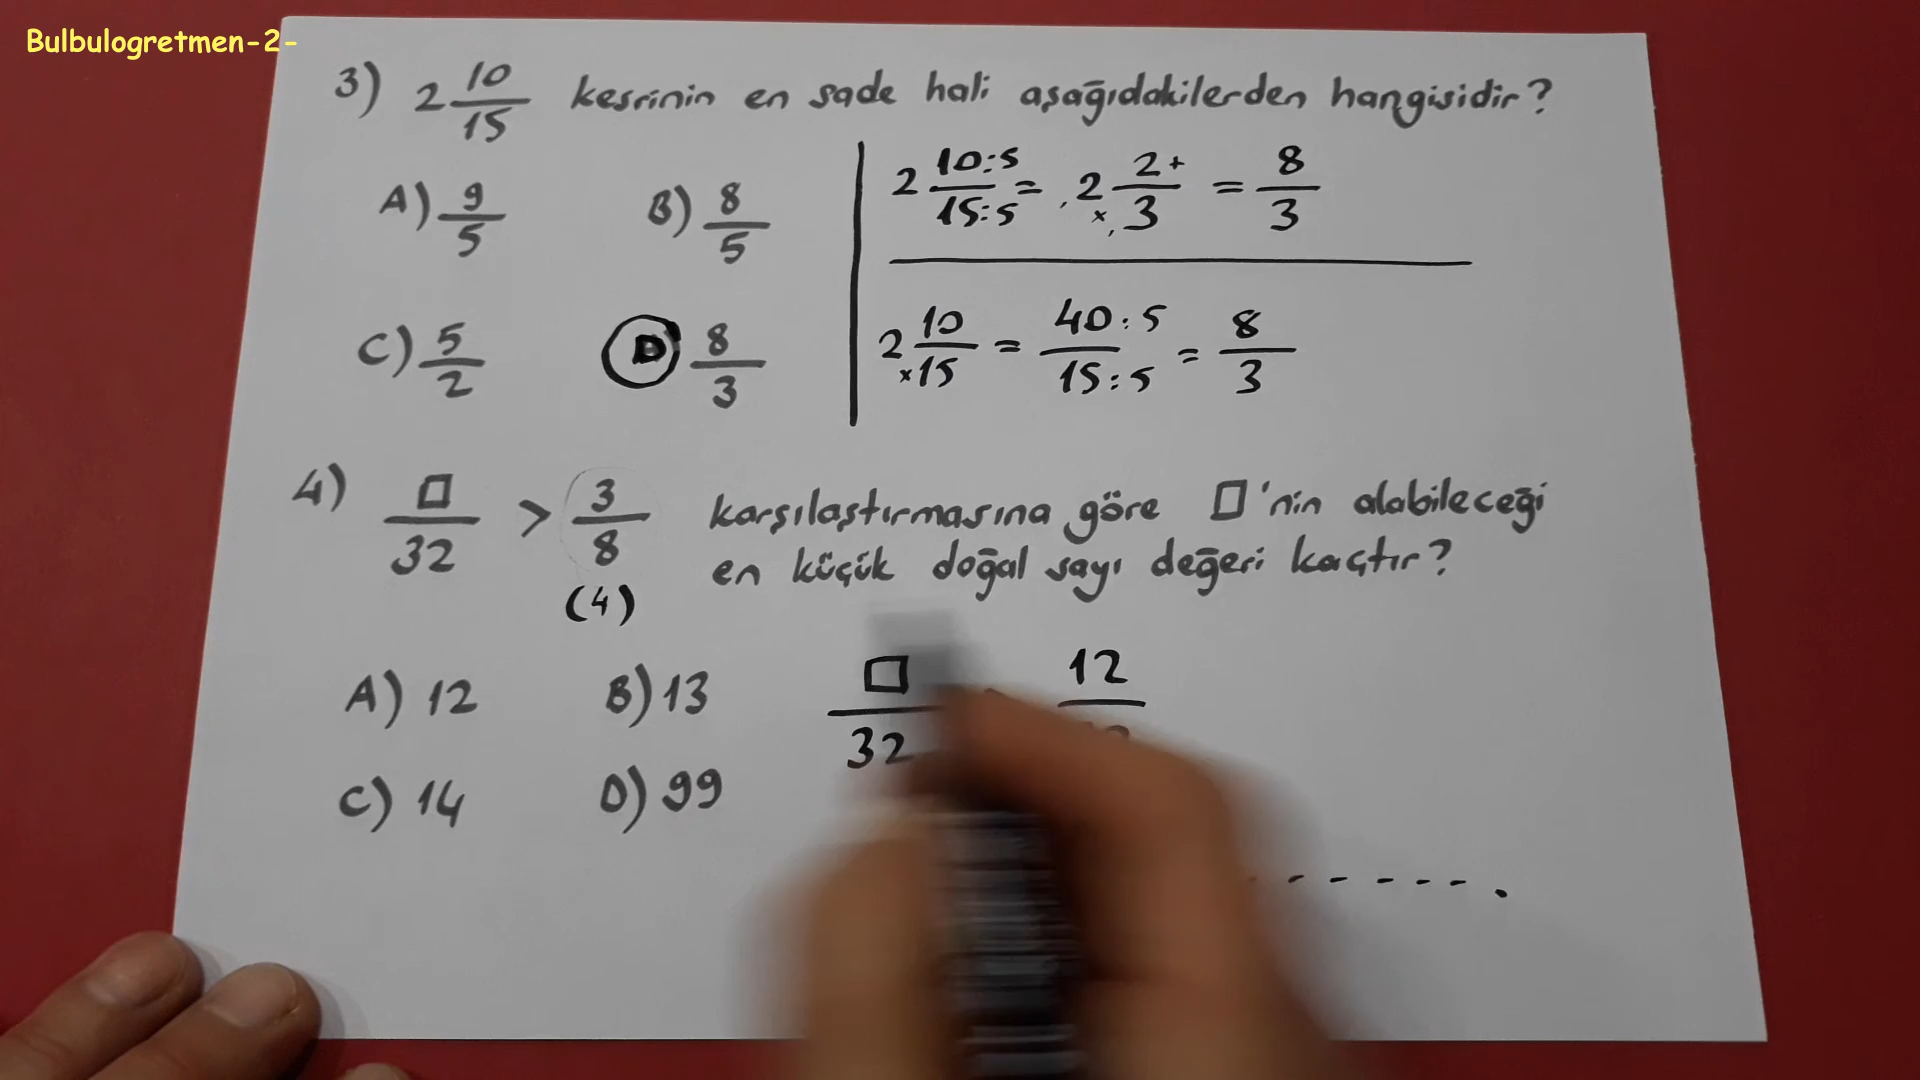 Bulbulogretmen-2-
3) 2 10/15 kesrinin en sade hali aşağıdakilerden hangisidir?
A) 9/5 B) 8/5
C) 5/2 D 8/3
2 10:5/15:5 = 2 2+/x 3 = 8/3
2 10/x15 = 40:5/15:5 = 8/3
4) □/32 > 3/8 karşılaştırmasına göre □'nin alabileceği
(4) en küçük doğal sayı değeri kaçtır?
A) 12 B) 13
C) 14 D) 99
□/32 12